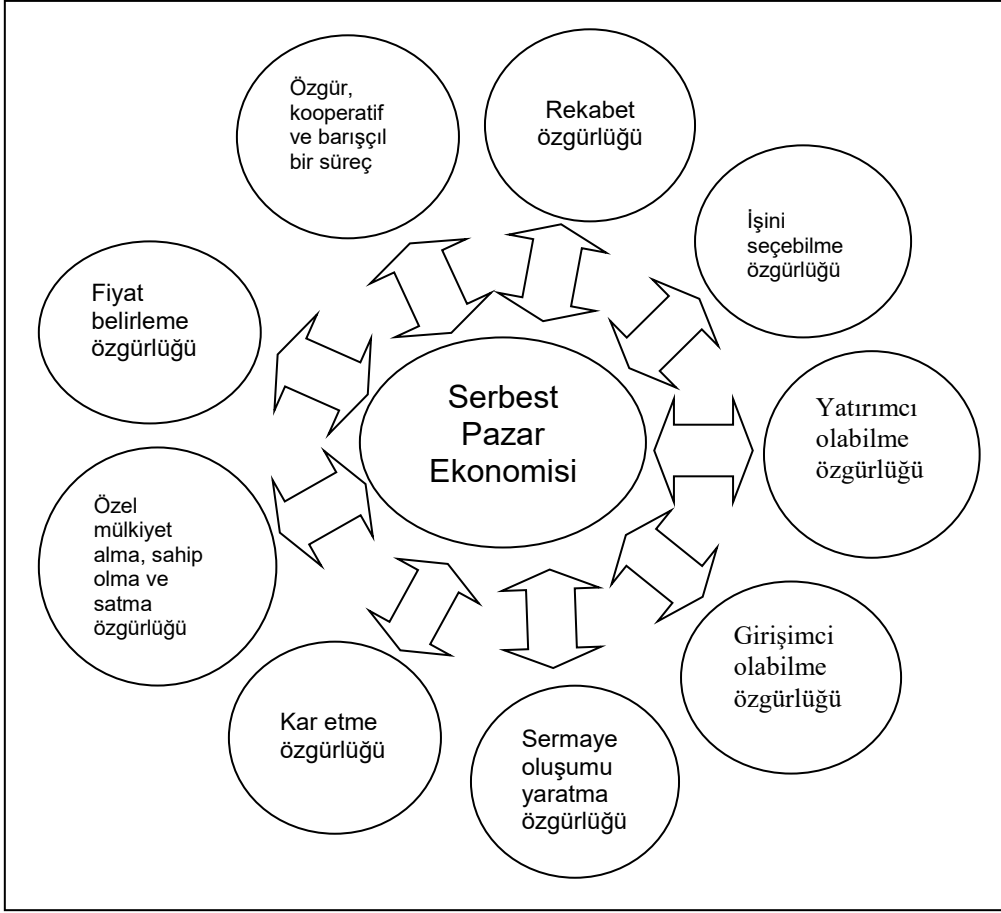 Özgür,
kooperatif
ve barışçıl
bir süreç
Rekabet
özgürlüğü
İşini
seçebilme
özgürlüğü
Fiyat
belirleme
özgürlüğü
Serbest
Pazar
Ekonomisi
Yatırımcı
olabilme
özgürlüğü
Özel
mülkiyet
alma, sahip
olma ve
satma
özgürlüğü
Girişimci
olabilme
özgürlüğü
Kar etme
özgürlüğü
Sermaye
oluşumu
yaratma
özgürlüğü